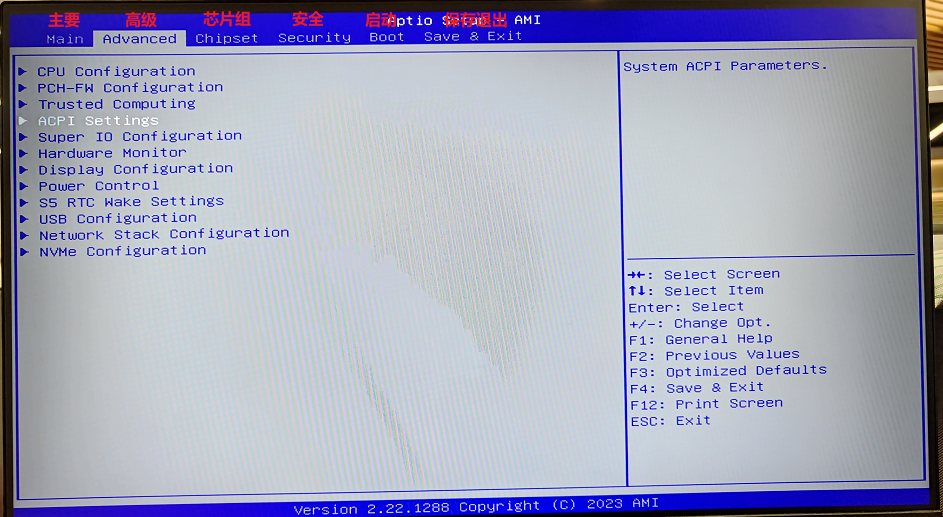 主要 高级 芯片组 安全 启动 保存退出
Aptio Setup - AMI
Main Advanced Chipset Security Boot Save & Exit
► CPU Configuration
► PCH-FW Configuration
► Trusted Computing
► ACPI Settings
► Super IO Configuration
► Hardware Monitor
► Display Configuration
► Power Control
► S5 RTC Wake Settings
► USB Configuration
► Network Stack Configuration
► NVMe Configuration
System ACPI Parameters.
→←: Select Screen
↑↓: Select Item
Enter: Select
+/-: Change Opt.
F1: General Help
F2: Previous Values
F3: Optimized Defaults
F4: Save & Exit
F12: Print Screen
ESC: Exit
Version 2.22.1288 Copyright (C) 2023 AMI